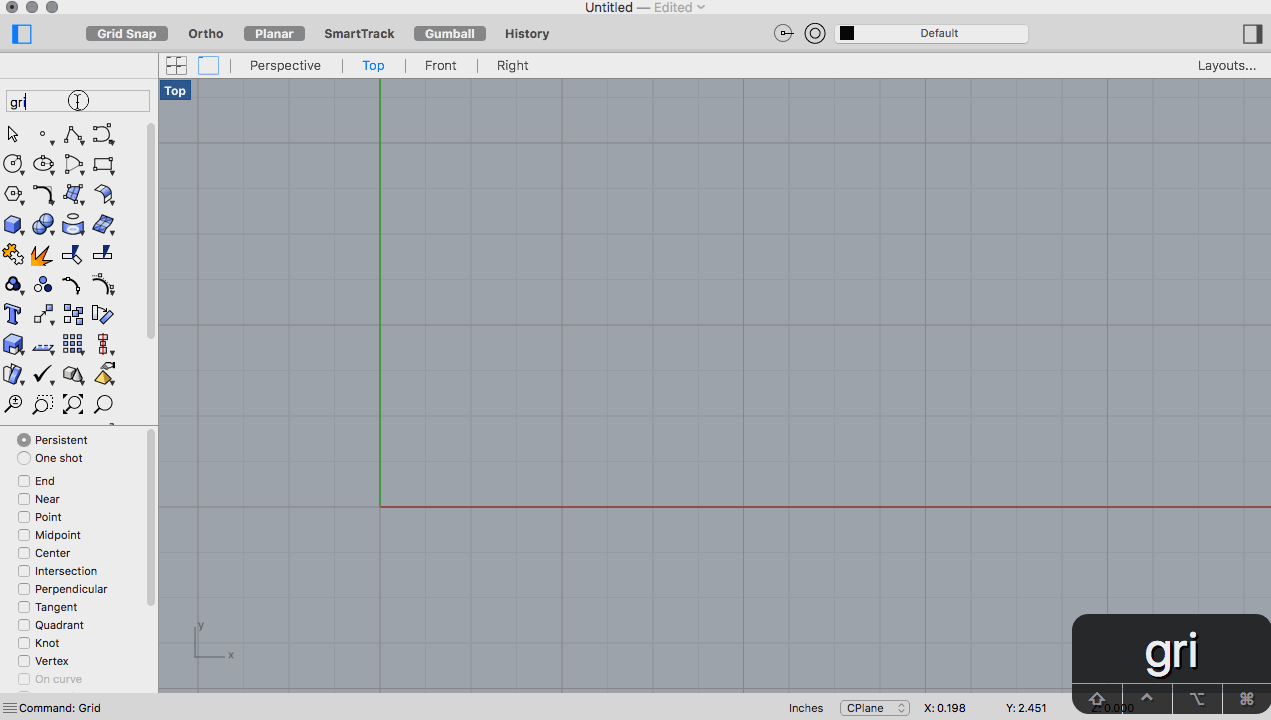 Untitled — Edited
Grid Snap Ortho Planar SmartTrack Gumball History Default
Perspective Top Front Right Layouts...
Top
gri
Persistent
One shot
End
Near
Point
Midpoint
Center
Intersection
Perpendicular
Tangent
Quadrant
Knot
Vertex
On curve
y
x
gri
Command: Grid Inches CPlane X: 0.198 Y: 2.451 Z: 0.000